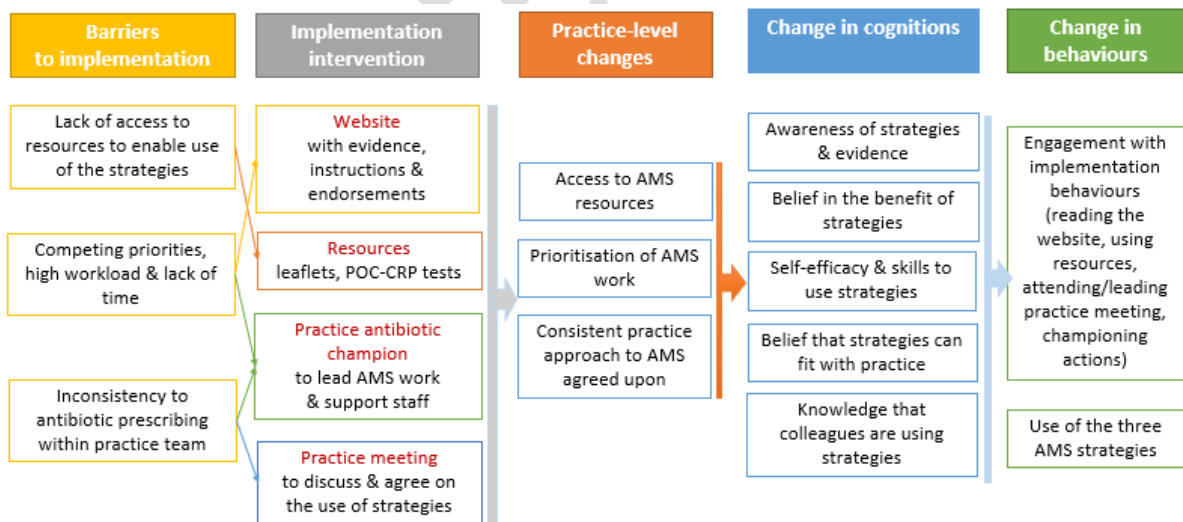 Barriers
to implementation
Implementation
intervention
Practice-level
changes
Change in cognitions
Change in
behaviours
Lack of access to
resources to enable use
of the strategies
Competing priorities,
high workload & lack of
time
Inconsistency to
antibiotic prescribing
within practice team
Website
with evidence,
instructions &
endorsements
Resources
leaflets, POC-CRP tests
Practice antibiotic
champion
to lead AMS work
& support staff
Practice meeting
to discuss & agree on
the use of strategies
Access to AMS
resources
Prioritisation of AMS
work
Consistent practice
approach to AMS
agreed upon
Awareness of strategies
& evidence
Belief in the benefit of
strategies
Self-efficacy & skills to
use strategies
Belief that strategies can
fit with practice
Knowledge that
colleagues are using
strategies
Engagement with
implementation
behaviours
(reading the
website, using
resources,
attending/leading
practice meeting,
championing
actions)
Use of the three
AMS strategies